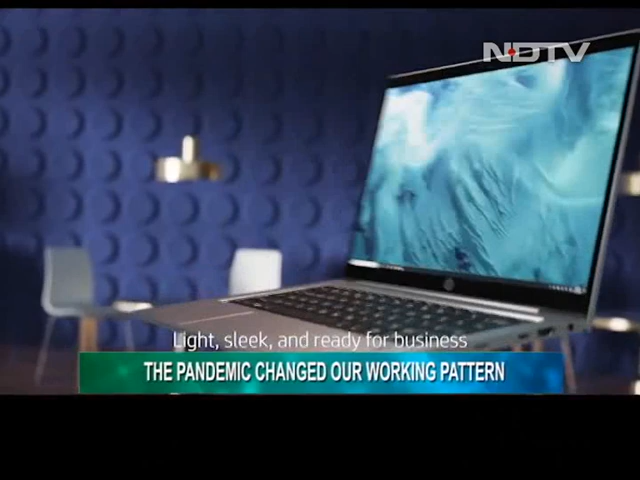 NDTV
Light, sleek, and ready for business
THE PANDEMIC CHANGED OUR WORKING PATTERN